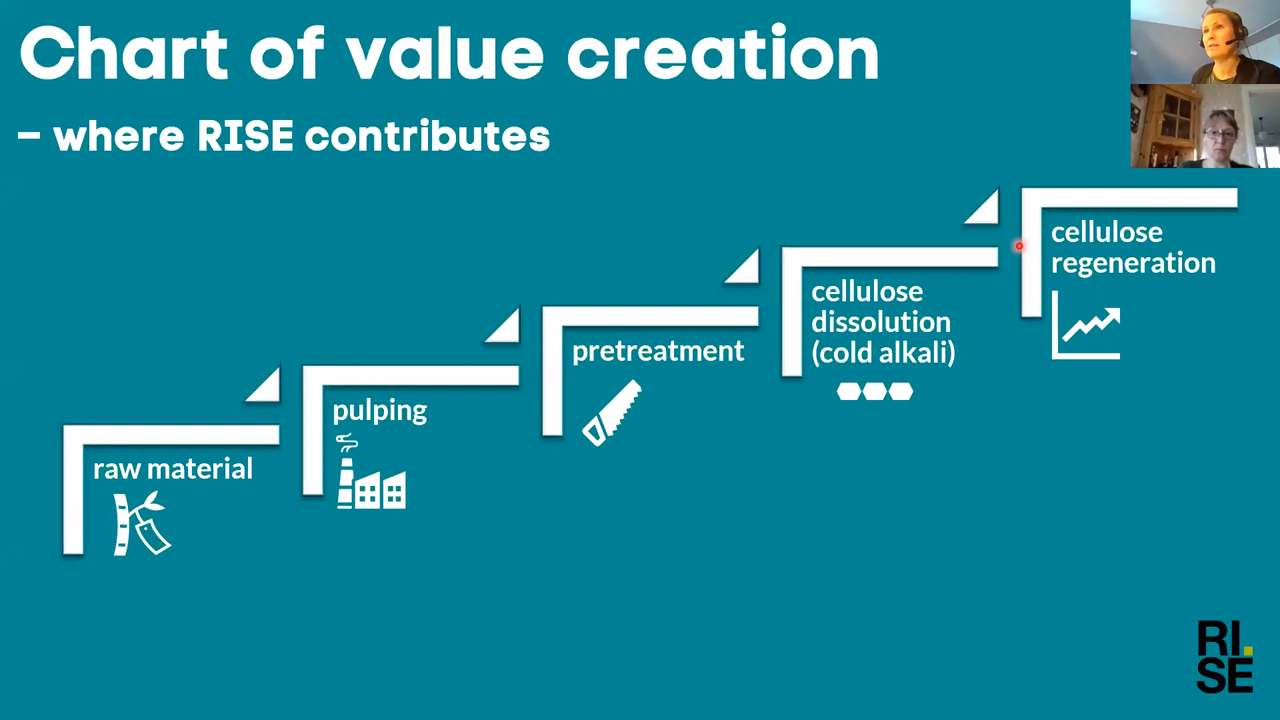 Chart of value creation
– where RISE contributes
raw material
pulping
pretreatment
cellulose
dissolution
(cold alkali)
cellulose
regeneration
RI.
SE